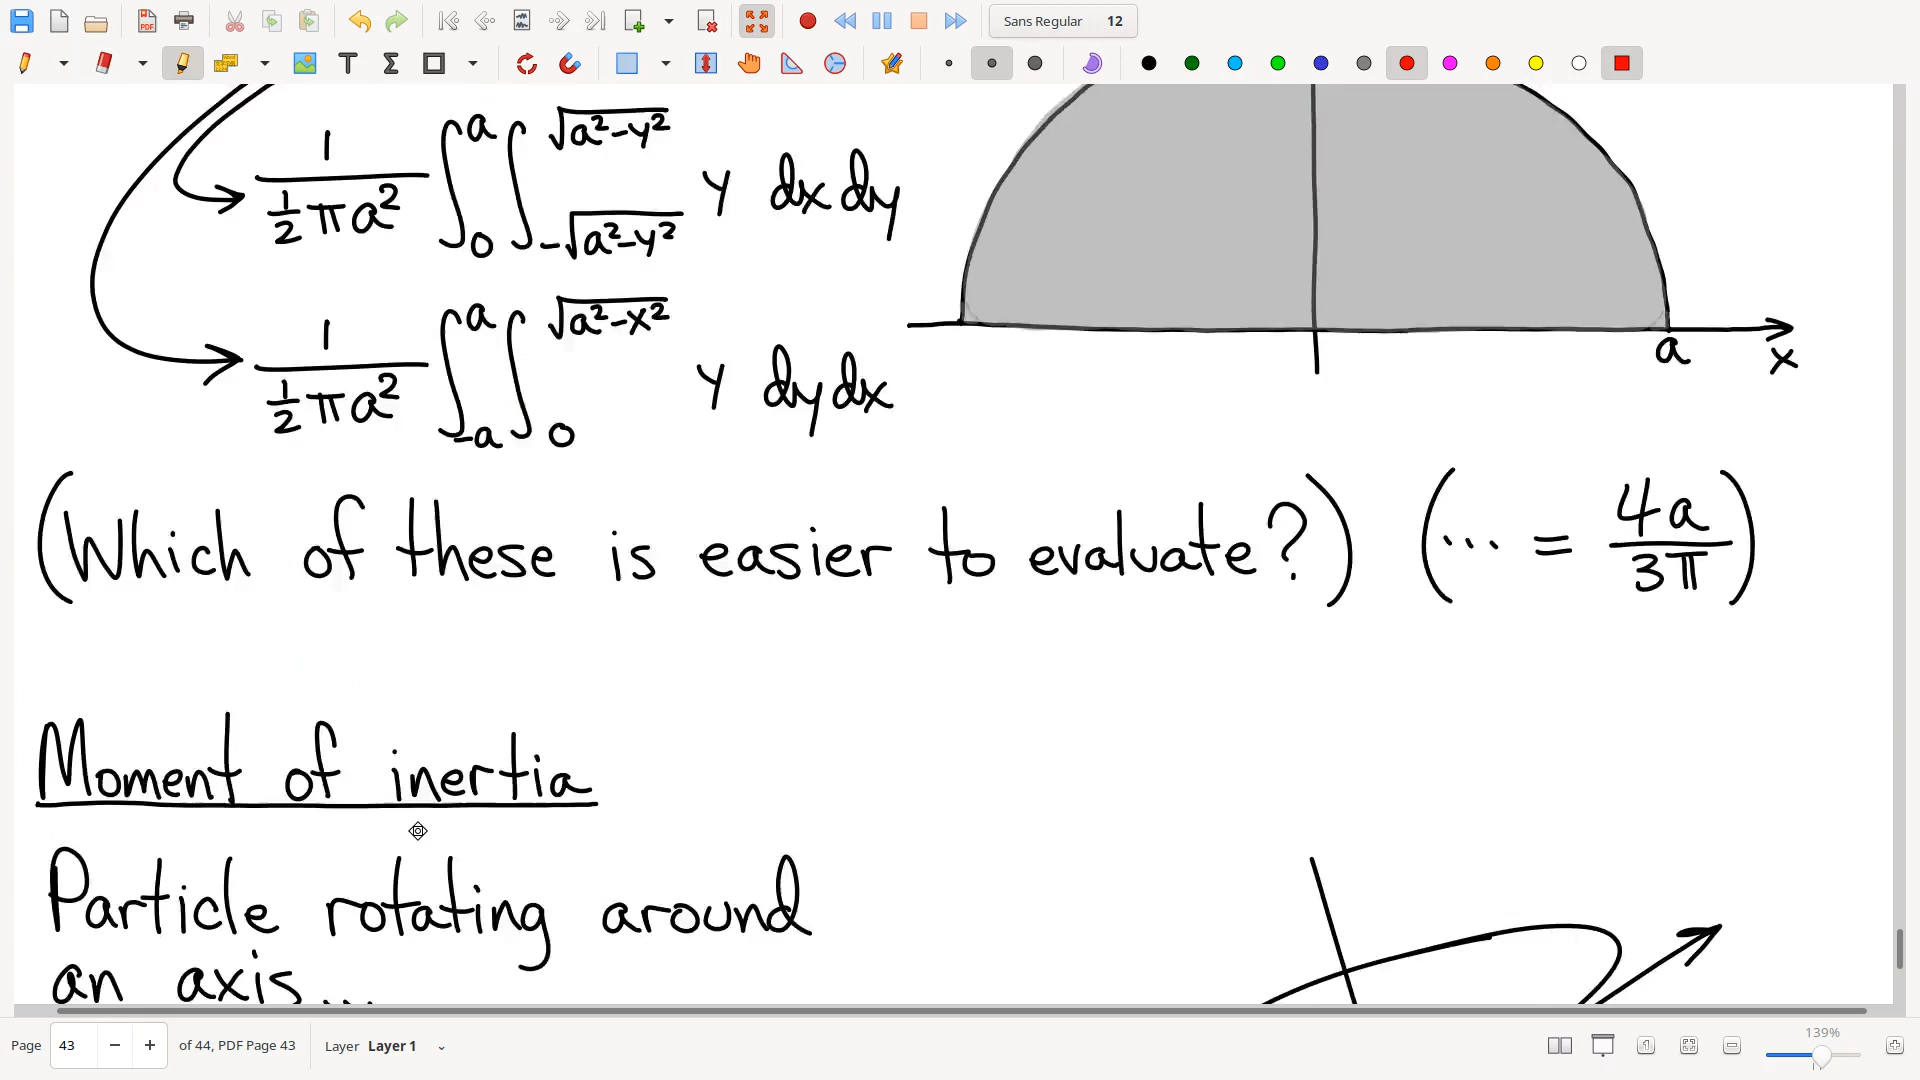 Sans Regular 12
1/(½πa²) ∫₀ᵃ ∫_{-√(a²-y²)}^{√(a²-y²)} y dx dy
1/(½πa²) ∫₋ₐᵃ ∫₀^{√(a²-x²)} y dy dx
a
x
(Which of these is easier to evaluate?) (... = 4a/3π)
Moment of inertia
Particle rotating around
an axis...
Page 43 of 44, PDF Page 43 Layer Layer 1 139%